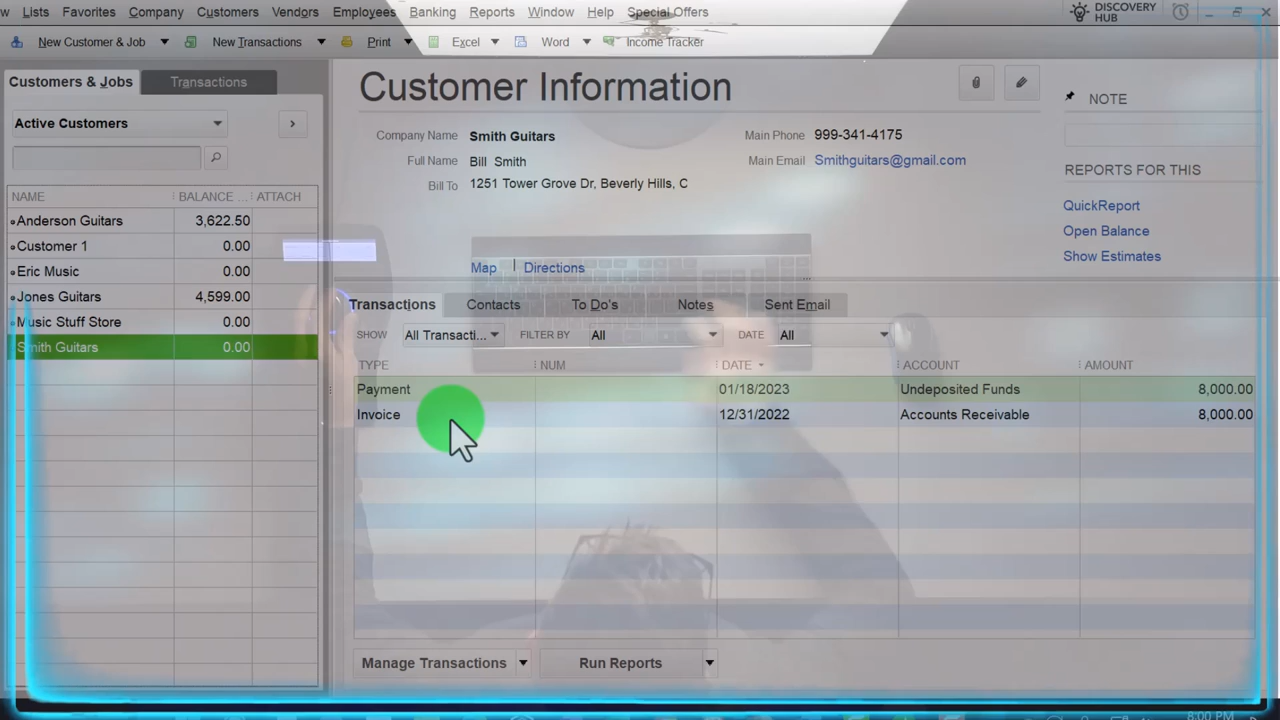 w Lists Favorites Company Customers Vendors Employees Banking Reports Window Help Special Offers DISCOVERY HUB
New Customer & Job New Transactions Print Excel Word Income Tracker
Customers & Jobs Transactions
Active Customers
NAME BALANCE ... ATTACH
Anderson Guitars 3,622.50
Customer 1 0.00
Eric Music 0.00
Jones Guitars 4,599.00
Music Stuff Store 0.00
Smith Guitars 0.00
Customer Information
Company Name Smith Guitars
Full Name Bill Smith
Bill To 1251 Tower Grove Dr, Beverly Hills, C
Main Phone 999-341-4175
Main Email Smithguitars@gmail.com
Map | Directions
NOTE
REPORTS FOR THIS
QuickReport
Open Balance
Show Estimates
Transactions Contacts To Do's Notes Sent Email
SHOW All Transacti... FILTER BY All DATE All
TYPE NUM DATE ACCOUNT AMOUNT
Payment 01/18/2023 Undeposited Funds 8,000.00
Invoice 12/31/2022 Accounts Receivable 8,000.00
Manage Transactions Run Reports
8:00 PM